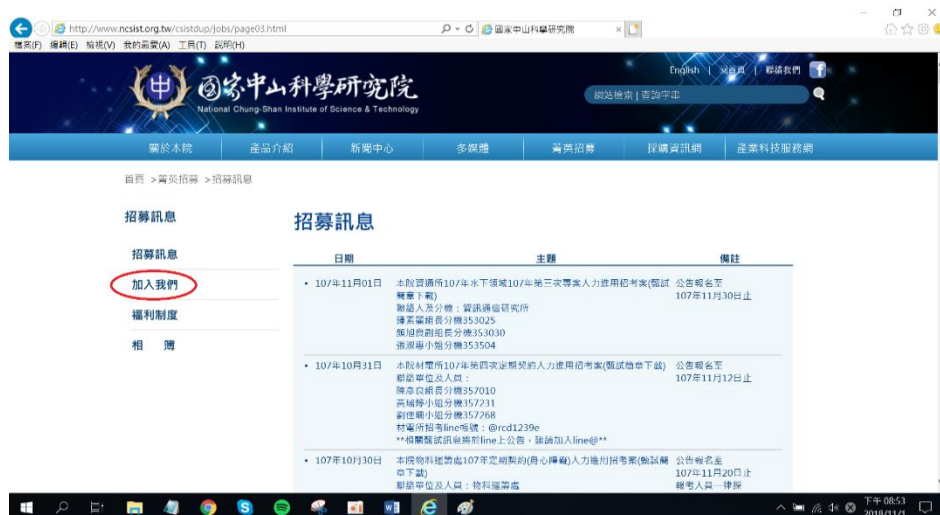 http://www.ncsist.org.tw/csistdup/jobs/page03.html
國家中山科學研究院
檔案(F) 編輯(E) 檢視(V) 我的最愛(A) 工具(T) 說明(H)
English | 回首頁 | 聯絡我們
國家中山科學研究院
National Chung-Shan Institute of Science & Technology
網站檢索 | 查詢字串
關於本院 產品介紹 新聞中心 多媒體 菁英招募 採購資訊網 產業科技服務網
首頁 >菁英招募 >招募訊息
招募訊息
招募訊息
加入我們
福利制度
相 簿
招募訊息
日期 主題 備註
107年11月01日 本院資通所107年水下領域107年第三次專案人力進用招考案(甄試 公告報名至
簡章下載) 107年11月30日止
聯絡人及分機：資訊通信研究所
組長分機353025
副組長分機353030
張淑惠小姐分機353504
107年10月31日 本院材電所107年第四次定期契約人力進用招考案(甄試簡章下載) 公告報名至
聯絡單位及人員： 107年11月12日止
陳彥良組長分機357010
小姐分機357231
小姐分機357268
材電所招考line帳號：@rcd1239e
**相關甄試訊息將於line上公告，敬請加入line@**
107年10月30日 本院物料運籌處107年定期契約(身心障礙)人力進用招考案(甄試簡 公告報名至
章下載) 107年11月20日止
聯絡單位及人員：物料運籌處 報考人員一律採
下午 08:53
2018/11/1